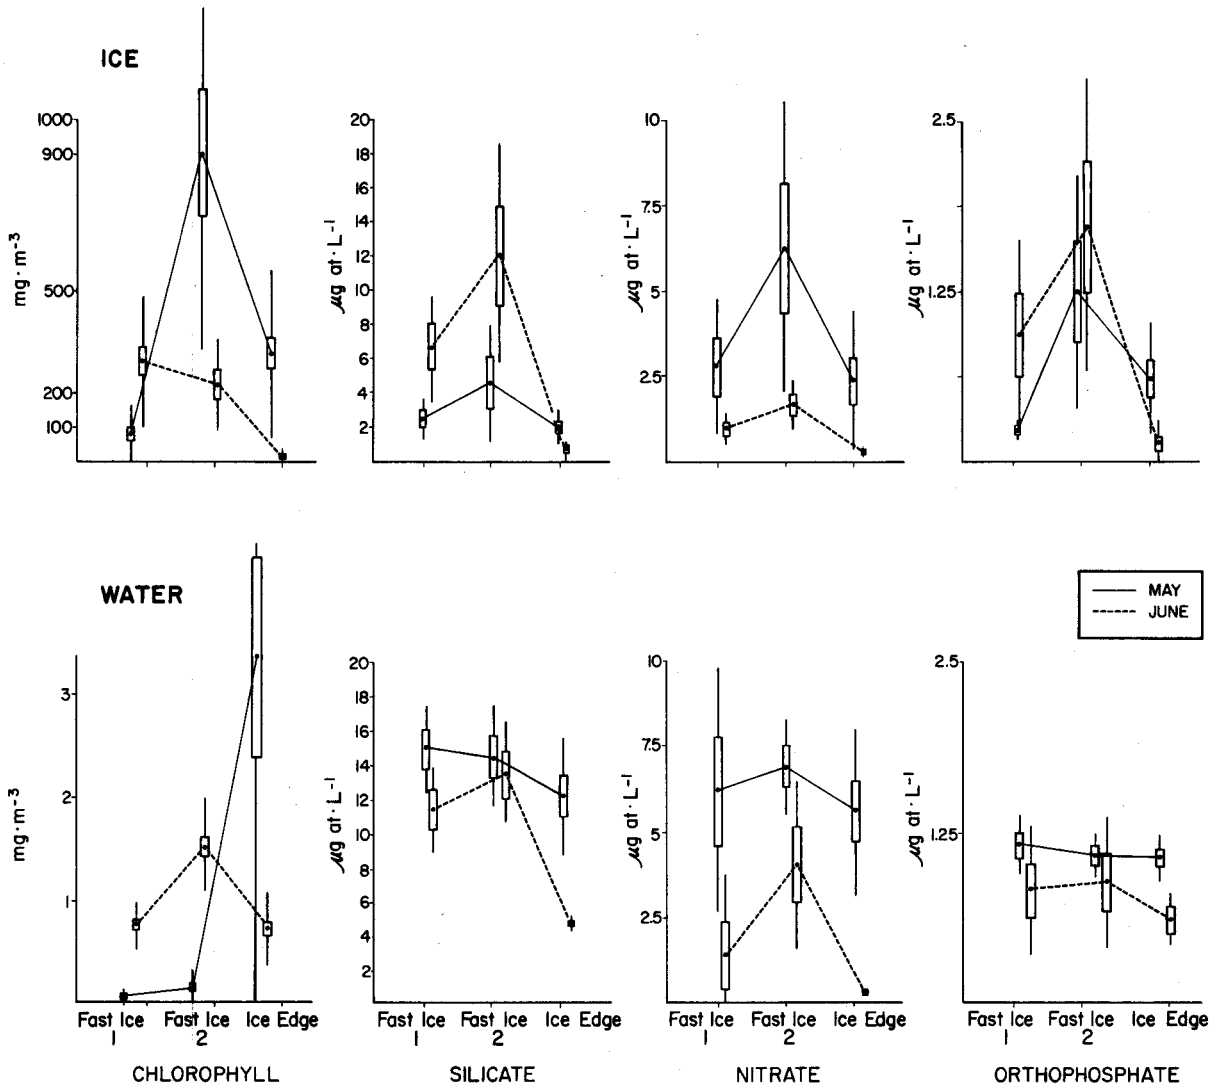 ICE
1000
900
500
200
100
mg · m⁻³
20
18
16
14
12
10
8
6
4
2
µg at · L⁻¹
10
7.5
5
2.5
µg at · L⁻¹
2.5
1.25
µg at · L⁻¹
WATER
MAY
JUNE
3
2
1
mg · m⁻³
20
18
16
14
12
10
8
6
4
2
µg at · L⁻¹
10
7.5
5
2.5
µg at · L⁻¹
2.5
1.25
µg at · L⁻¹
Fast Ice Fast Ice Ice Edge
1 2
Fast Ice Fast Ice Ice Edge
1 2
Fast Ice Fast Ice Ice Edge
1 2
Fast Ice Fast Ice Ice Edge
1 2
CHLOROPHYLL
SILICATE
NITRATE
ORTHOPHOSPHATE